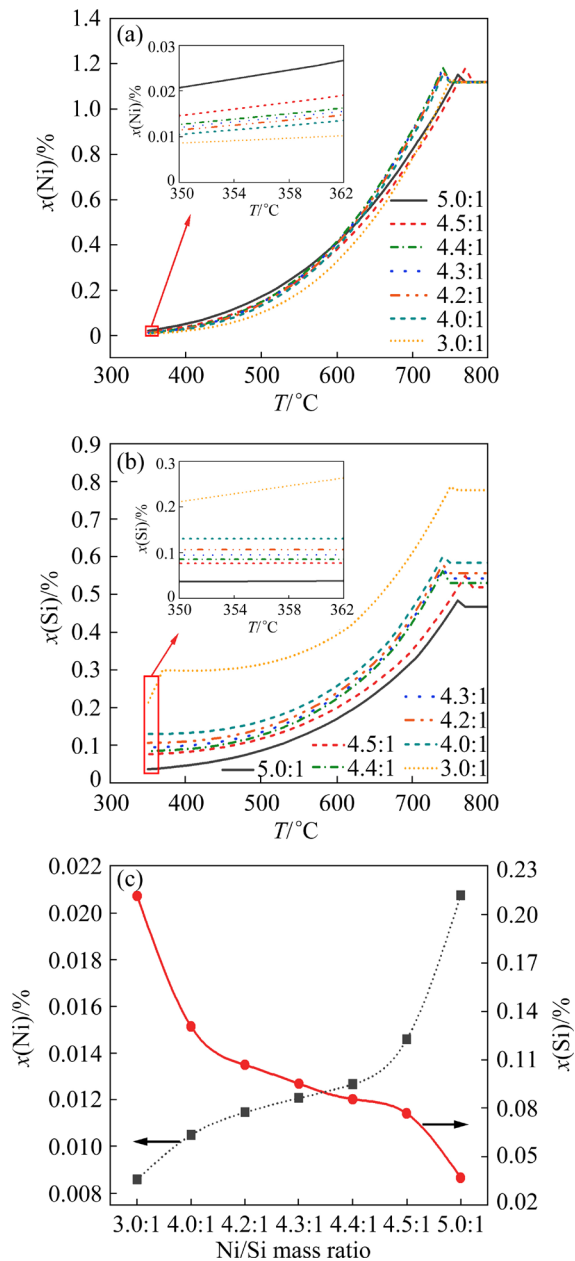 (a)
x(Ni)/%
1.4
1.2
1.0
0.8
0.6
0.4
0.2
0
300 400 500 600 700 800
T/°C
x(Ni)/%
0.03
0.02
0.01
0
350 354 358 362
T/°C
5.0:1
4.5:1
4.4:1
4.3:1
4.2:1
4.0:1
3.0:1
(b)
x(Si)/%
0.9
0.8
0.7
0.6
0.5
0.4
0.3
0.2
0.1
0
300 400 500 600 700 800
T/°C
x(Si)/%
0.3
0.2
0.1
0
350 354 358 362
T/°C
4.3:1
4.2:1
4.5:1 4.0:1
5.0:1 4.4:1 3.0:1
(c)
x(Ni)/%
0.022
0.020
0.018
0.016
0.014
0.012
0.010
0.008
x(Si)/%
0.23
0.20
0.17
0.14
0.11
0.08
0.05
0.02
3.0:1 4.0:1 4.2:1 4.3:1 4.4:1 4.5:1 5.0:1
Ni/Si mass ratio